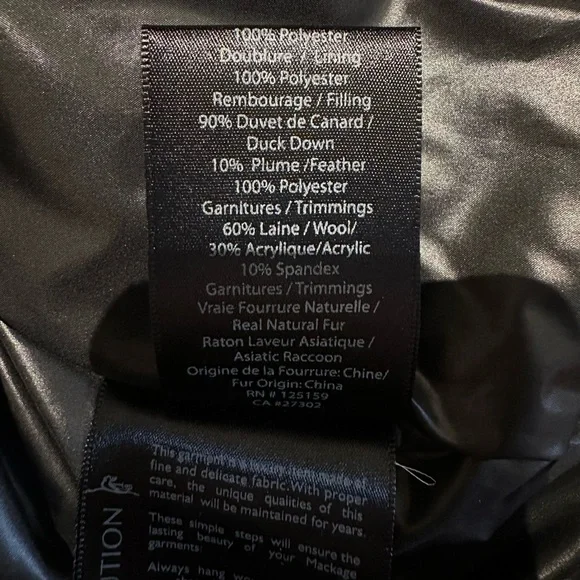 100% Polyester
Doublure / Lining
100% Polyester
Rembourage / Filling
90% Duvet de Canard /
Duck Down
10% Plume /Feather
100% Polyester
Garnitures / Trimmings
60% Laine / Wool/
30% Acrylique/Acrylic
10% Spandex
Garnitures / Trimmings
Vraie Fourrure Naturelle /
Real Natural Fur
Raton Laveur Asiatique /
Asiatic Raccoon
Origine de la Fourrure: Chine/
Fur Origin: China
RN # 125159
CA #27302
This garment is a luxury item made of
fine and delicate fabric. With proper
care, the unique qualities of this
material will be maintained for years.
These simple steps will ensure the
lasting beauty of your Mackage
garments:
Always hang